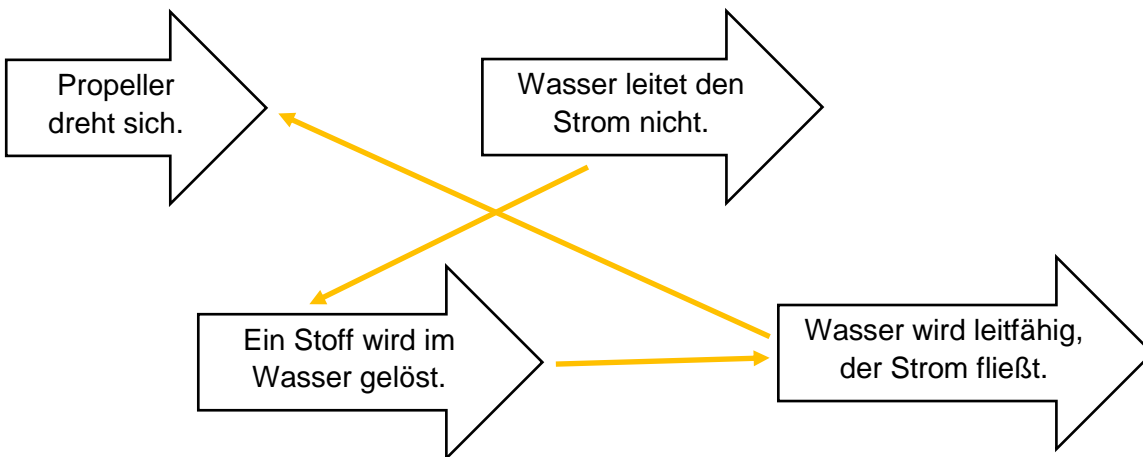 Propeller
dreht sich.
Wasser leitet den
Strom nicht.
Ein Stoff wird im
Wasser gelöst.
Wasser wird leitfähig,
der Strom fließt.